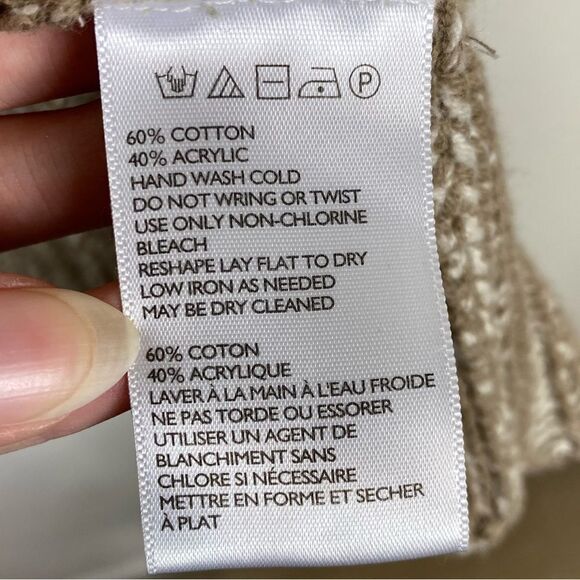 P
60% COTTON
40% ACRYLIC
HAND WASH COLD
DO NOT WRING OR TWIST
USE ONLY NON-CHLORINE
BLEACH
RESHAPE LAY FLAT TO DRY
LOW IRON AS NEEDED
MAY BE DRY CLEANED
60% COTON
40% ACRYLIQUE
LAVER À LA MAIN À L'EAU FROIDE
NE PAS TORDE OU ESSORER
UTILISER UN AGENT DE
BLANCHIMENT SANS
CHLORE SI NÉCESSAIRE
METTRE EN FORME ET SECHER
À PLAT